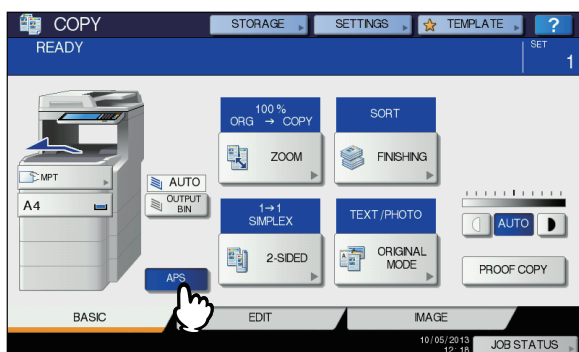 COPY
STORAGE
SETTINGS
TEMPLATE
?
READY
SET
1
100 %
ORG → COPY
SORT
ZOOM
FINISHING
MPT
A4
AUTO
OUTPUT
BIN
1→1
SIMPLEX
TEXT/PHOTO
2-SIDED
ORIGINAL
MODE
AUTO
PROOF COPY
APS
BASIC
EDIT
IMAGE
10/05/2013
12:18
JOB STATUS